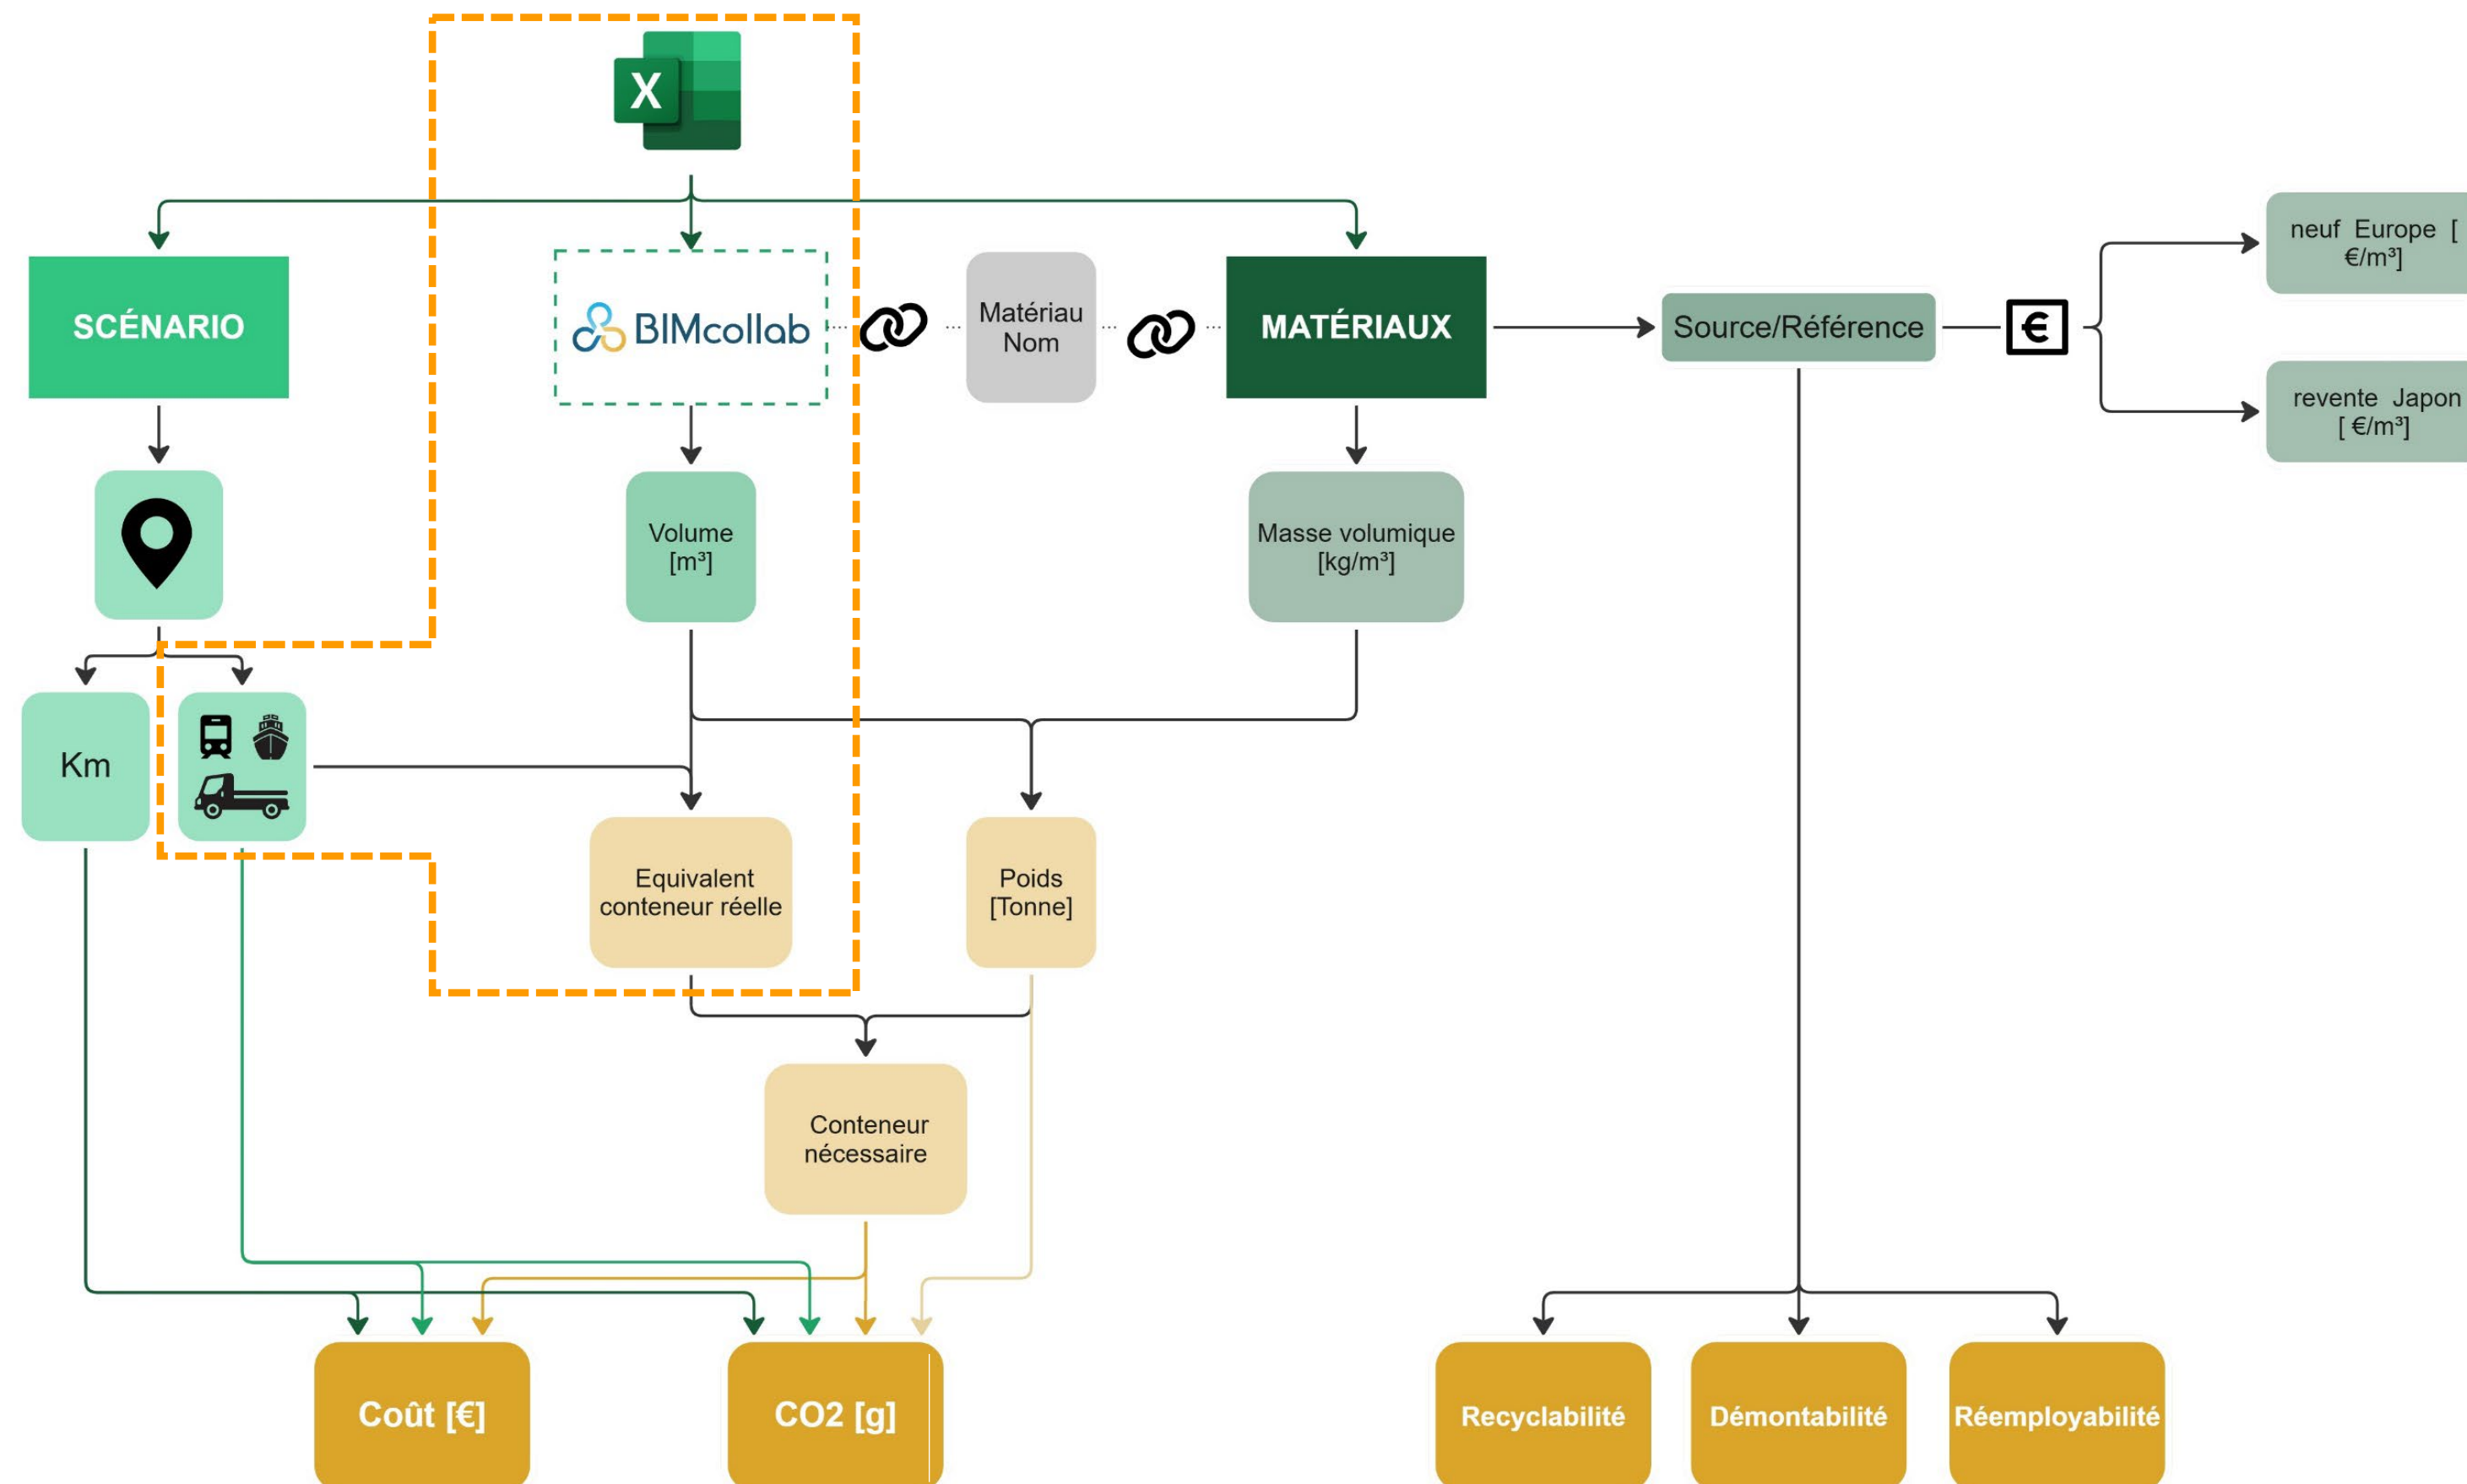 X
SCÉNARIO
BIMcollab
Matériau
Nom
MATÉRIAUX
Source/Référence
€
neuf Europe [
€/m³]
revente Japon
[ €/m³]
Volume
[m³]
Masse volumique
[kg/m³]
Km
Equivalent
conteneur réelle
Poids
[Tonne]
Conteneur
nécessaire
Coût [€]
CO2 [g]
Recyclabilité
Démontabilité
Réemployabilité